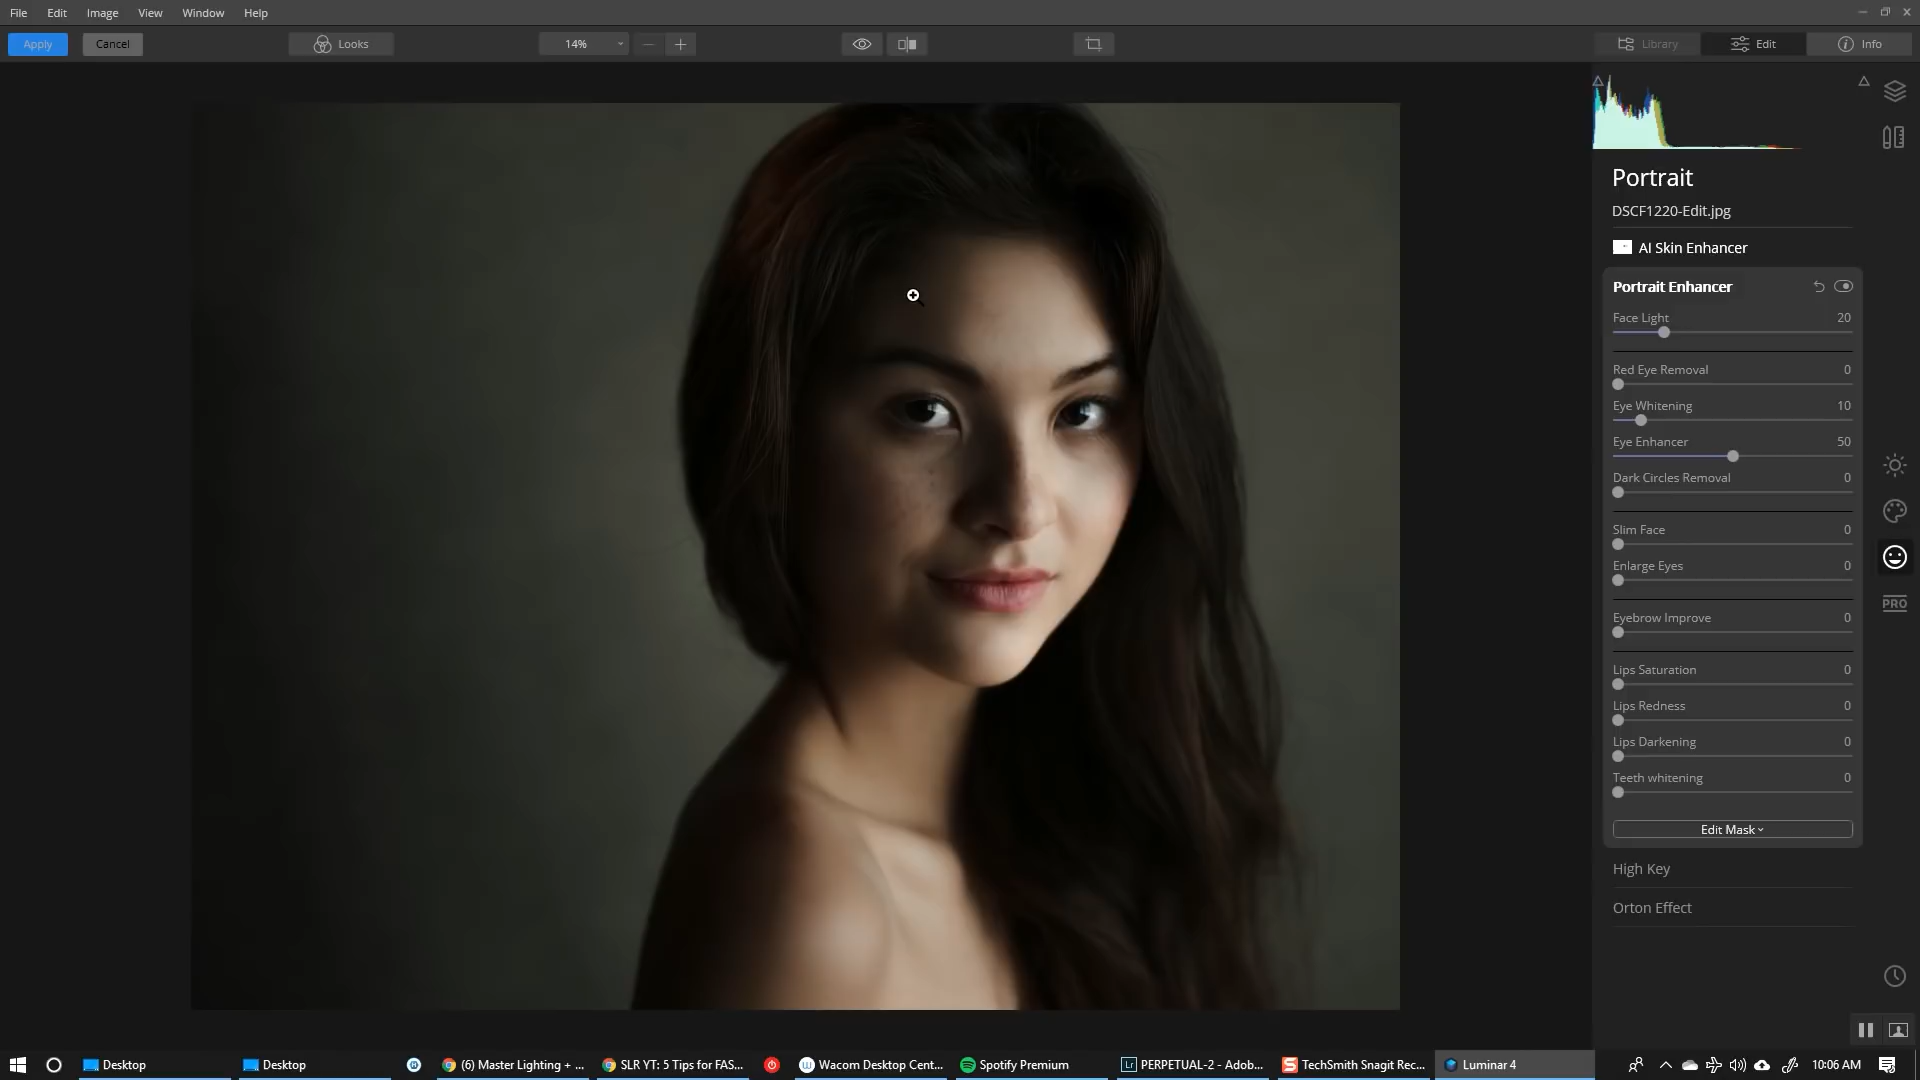 File Edit Image View Window Help
Apply Cancel Looks 14% Library Edit Info
Portrait
DSCF1220-Edit.jpg
AI Skin Enhancer
Portrait Enhancer
Face Light 20
Red Eye Removal 0
Eye Whitening 10
Eye Enhancer 50
Dark Circles Removal 0
Slim Face 0
Enlarge Eyes 0
PRO
Eyebrow Improve 0
Lips Saturation 0
Lips Redness 0
Lips Darkening 0
Teeth whitening 0
Edit Mask
High Key
Orton Effect
Desktop Desktop (6) Master Lighting + ... SLR YT: 5 Tips for FAS... Wacom Desktop Cent... Spotify Premium Lr PERPETUAL-2 - Adob... TechSmith Snagit Rec... Luminar 4 10:06 AM